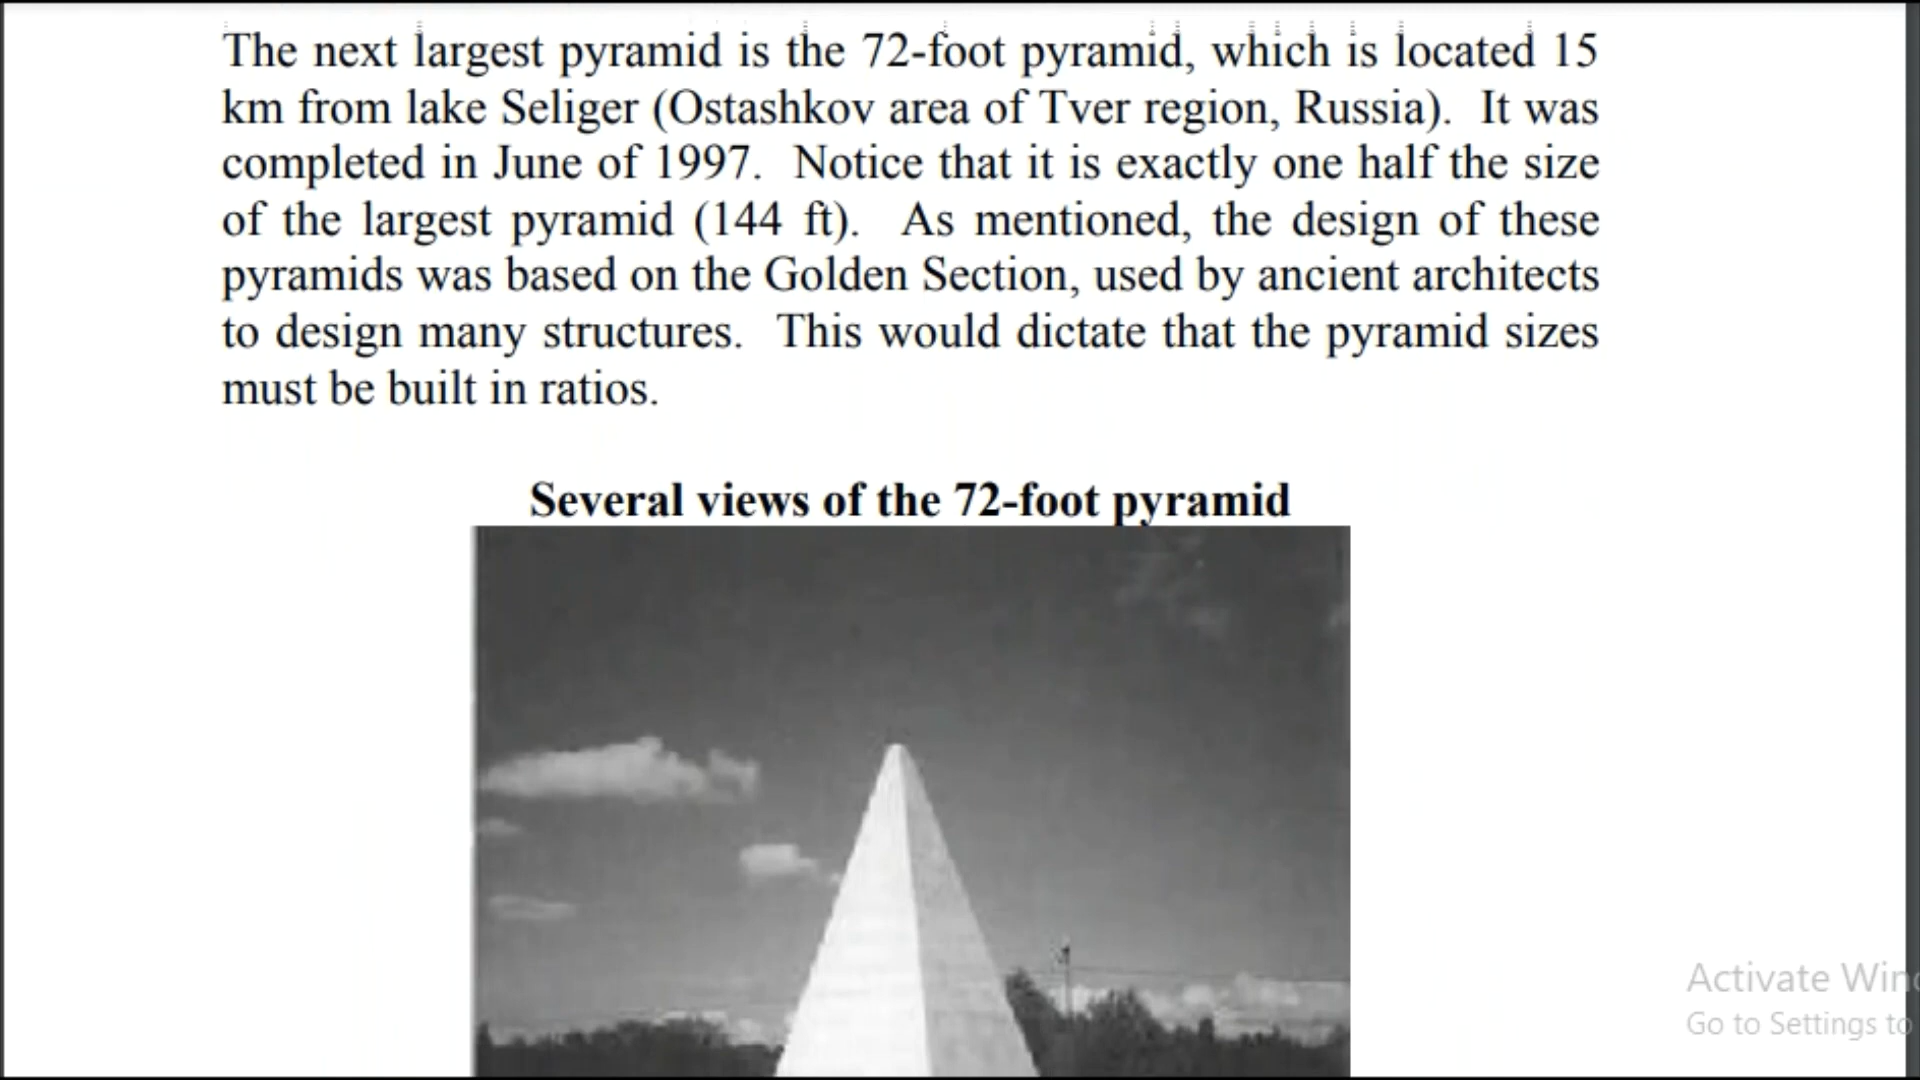 The next largest pyramid is the 72-foot pyramid, which is located 15
km from lake Seliger (Ostashkov area of Tver region, Russia).  It was
completed in June of 1997.  Notice that it is exactly one half the size
of the largest pyramid (144 ft).  As mentioned, the design of these
pyramids was based on the Golden Section, used by ancient architects
to design many structures.  This would dictate that the pyramid sizes
must be built in ratios.
Several views of the 72-foot pyramid
Activate Win
Go to Settings to